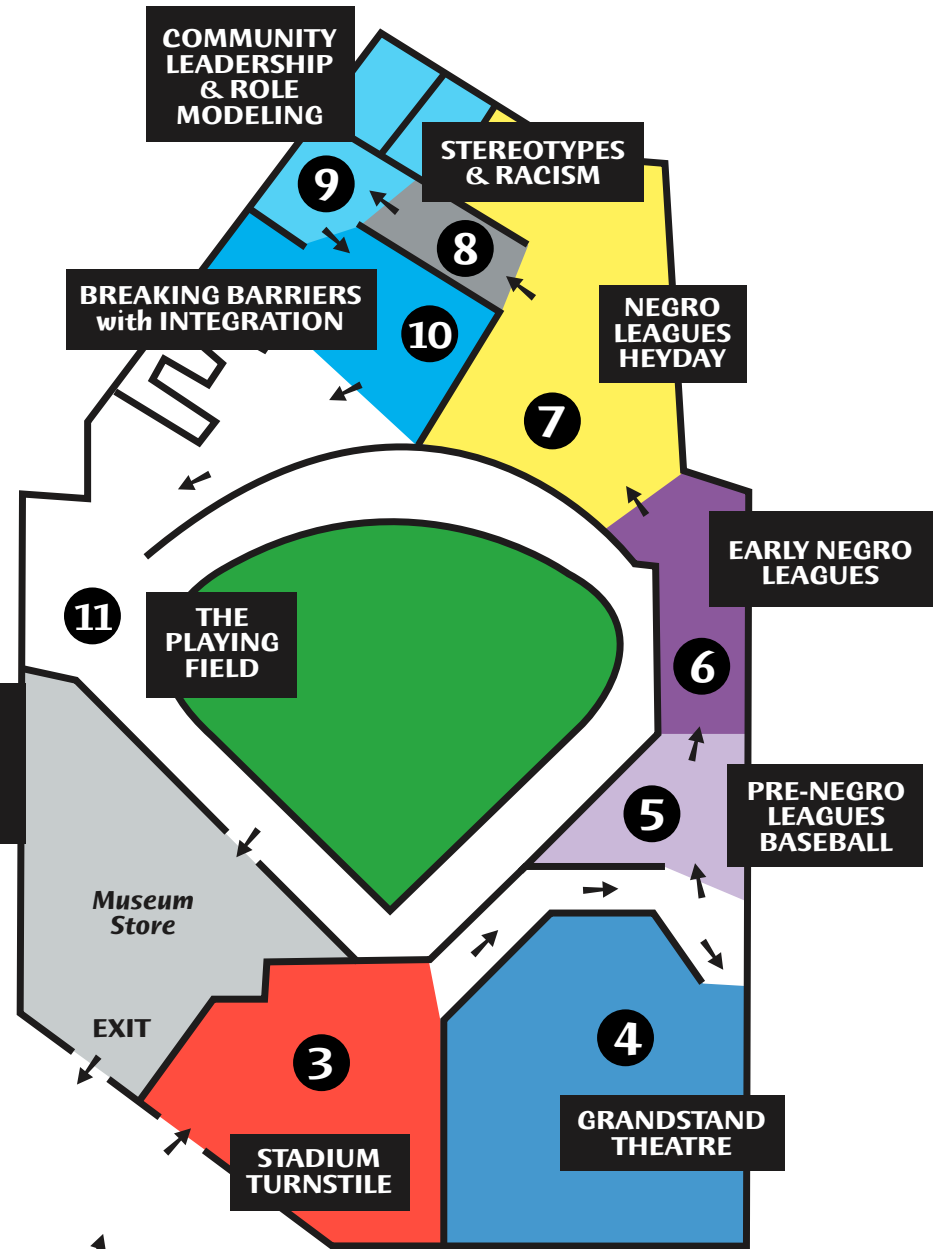 COMMUNITY
LEADERSHIP
& ROLE
MODELING
STEREOTYPES
& RACISM
9
8
BREAKING BARRIERS
with INTEGRATION
10
NEGRO
LEAGUES
HEYDAY
7
EARLY NEGRO
LEAGUES
11
THE
PLAYING
FIELD
6
5
PRE-NEGRO
LEAGUES
BASEBALL
Museum
Store
EXIT
3
4
GRANDSTAND
THEATRE
STADIUM
TURNSTILE